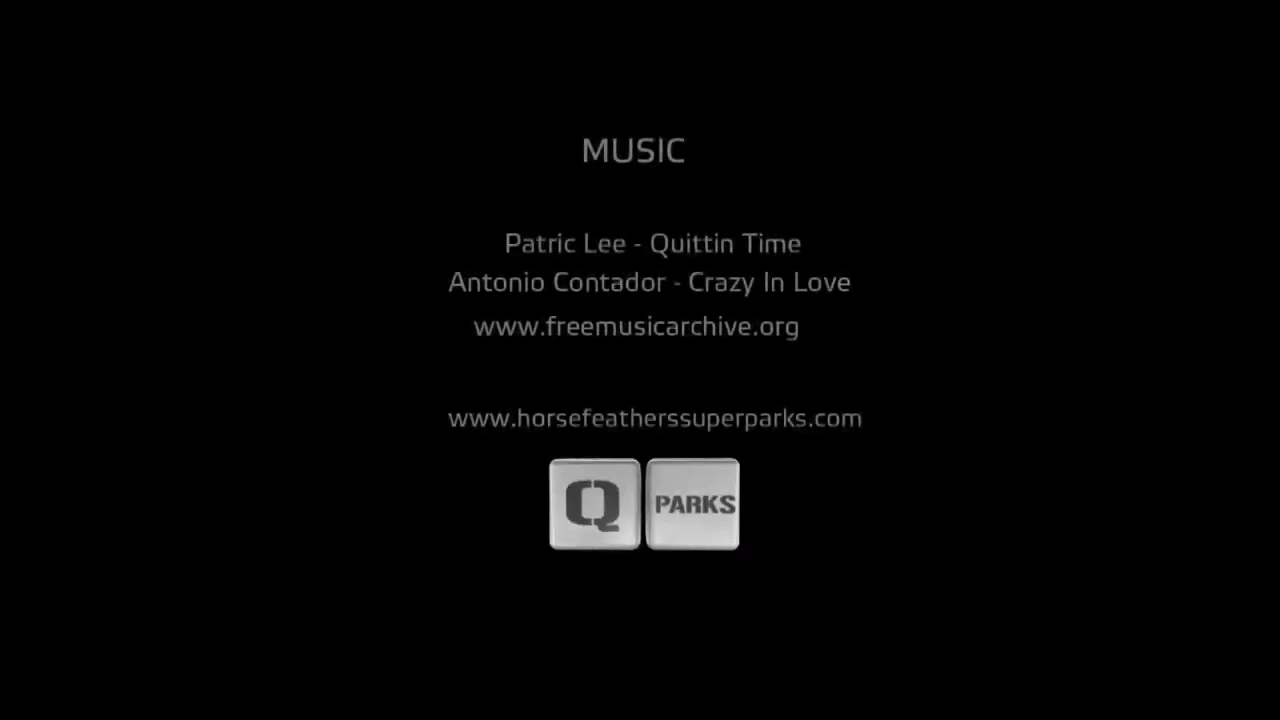 MUSIC
Patric Lee - Quittin Time
Antonio Contador - Crazy In Love
www.freemusicarchive.org
www.horsefeatherssuperparks.com
Q PARKS